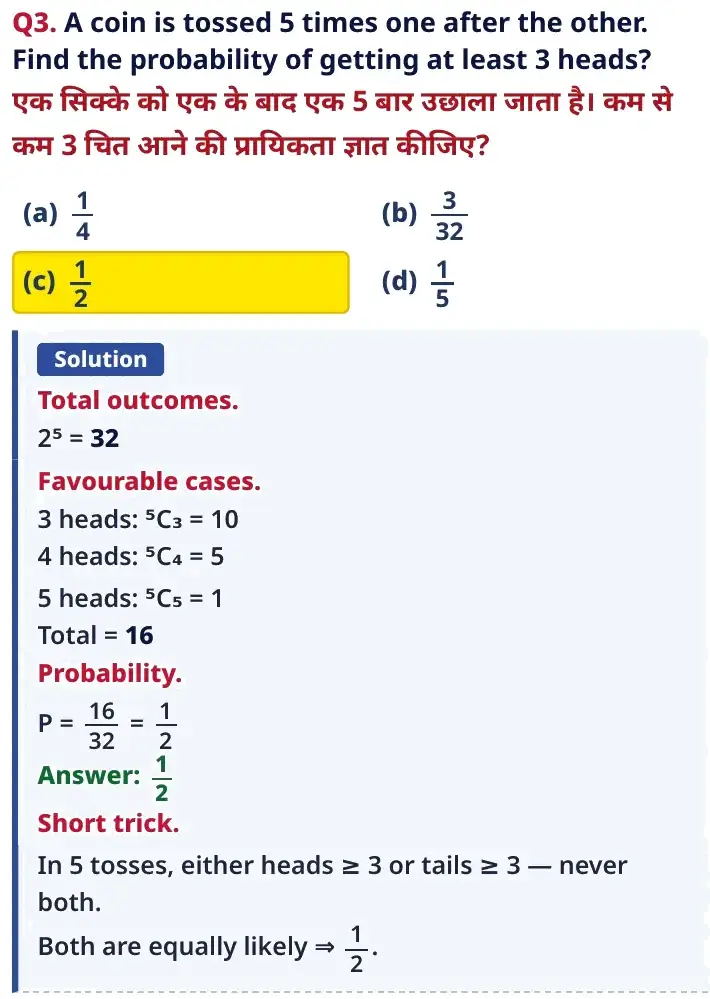 Q3. A coin is tossed 5 times one after the other.
Find the probability of getting at least 3 heads?
एक सिक्के को एक के बाद एक 5 बार उछाला जाता है। कम से
कम 3 चित आने की प्रायिकता ज्ञात कीजिए?
(a) 1/4 (b) 3/32
(c) 1/2 (d) 1/5
Solution
Total outcomes.
2⁵ = 32
Favourable cases.
3 heads: ⁵C₃ = 10
4 heads: ⁵C₄ = 5
5 heads: ⁵C₅ = 1
Total = 16
Probability.
P = 16/32 = 1/2
Answer: 1/2
Short trick.
In 5 tosses, either heads ≥ 3 or tails ≥ 3 — never
both.
Both are equally likely ⇒ 1/2.